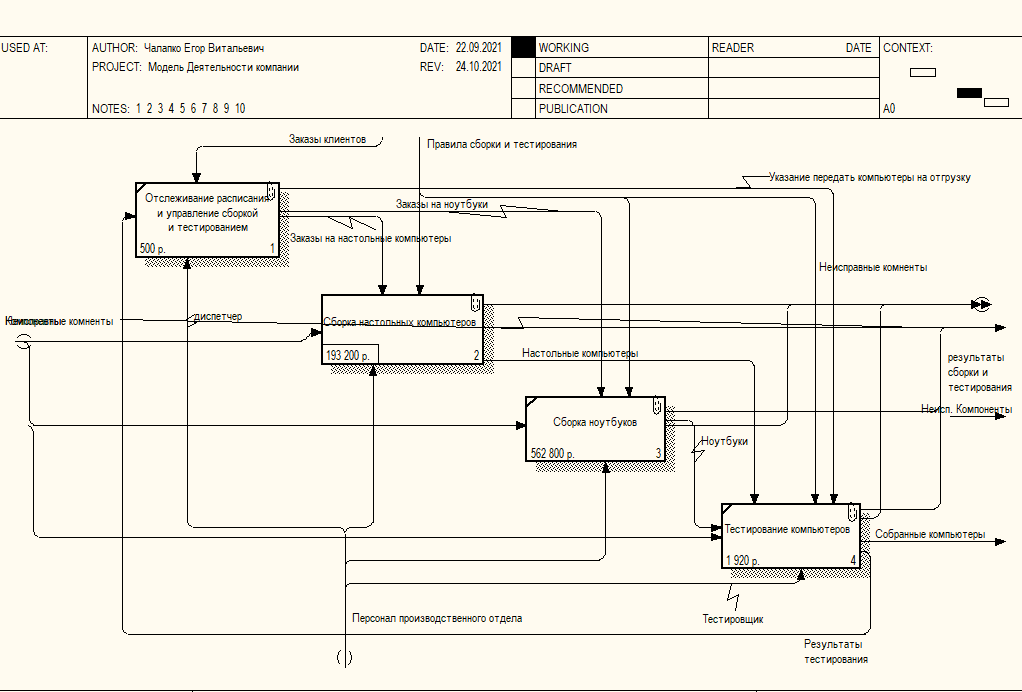 USED AT:
AUTHOR: Чалапко Егор Витальевич
DATE: 22.09.2021
WORKING
READER
DATE
CONTEXT:
PROJECT: Модель Деятельности компании
REV: 24.10.2021
DRAFT
RECOMMENDED
NOTES: 1 2 3 4 5 6 7 8 9 10
PUBLICATION
A0
Заказы клиентов
Правила сборки и тестирования
Указание передать компьютеры на отгрузку
Отслеживание расписания
и управление сборкой
и тестированием
500 р.
1
Заказы на ноутбуки
Заказы на настольные компьютеры
Неисправные комненты
диспетчер
комненты
Сборка настольных компьютеров
193 200 р.
2
Настольные компьютеры
результаты
сборки и
тестирования
Неисп. Компоненты
Сборка ноутбуков
562 800 р.
3
Ноутбуки
Тестирование компьютеров
1 920 р.
4
Собранные компьютеры
Персонал производственного отдела
Тестировщик
Результаты
тестирования